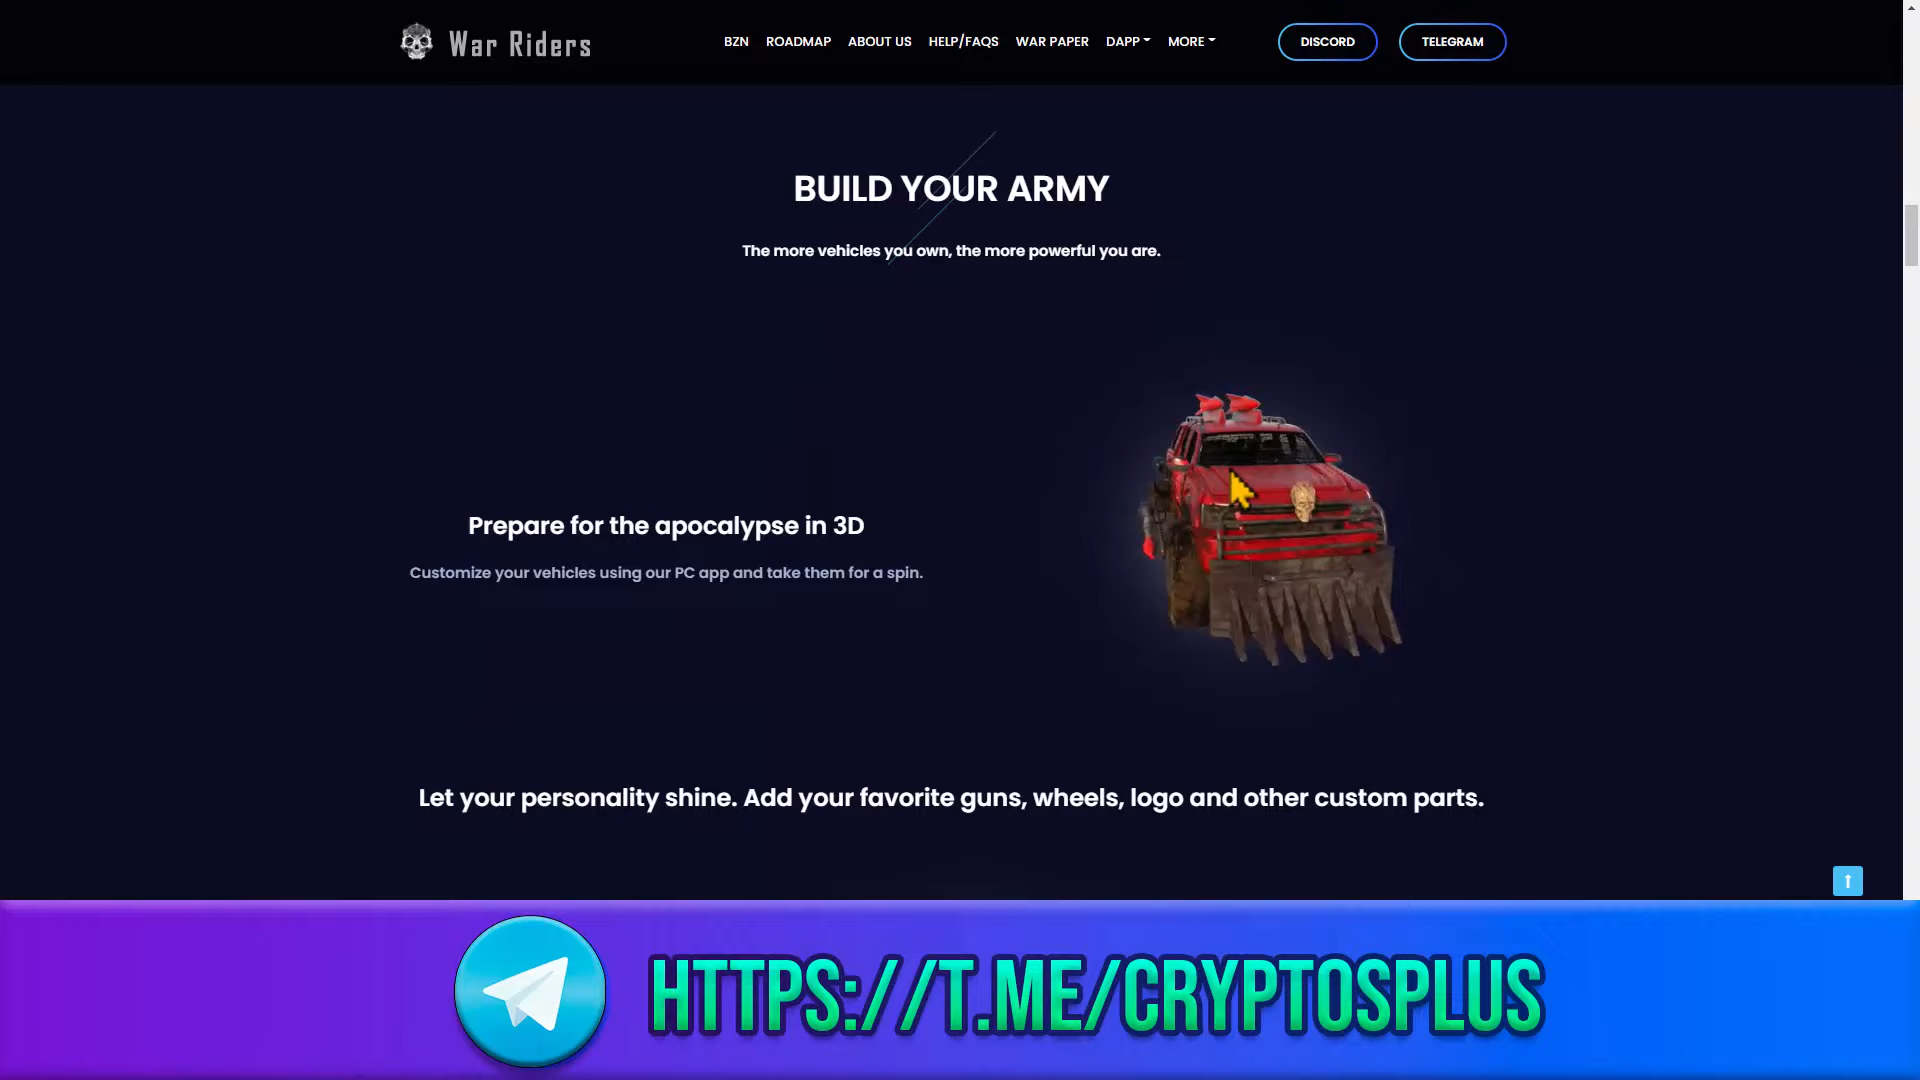 War Riders
BZN ROADMAP ABOUT US HELP/FAQS WAR PAPER DAPP MORE DISCORD TELEGRAM
BUILD YOUR ARMY
The more vehicles you own, the more powerful you are.
Prepare for the apocalypse in 3D
Customize your vehicles using our PC app and take them for a spin.
Let your personality shine. Add your favorite guns, wheels, logo and other custom parts.
HTTPS://T.ME/CRYPTOSPLUS